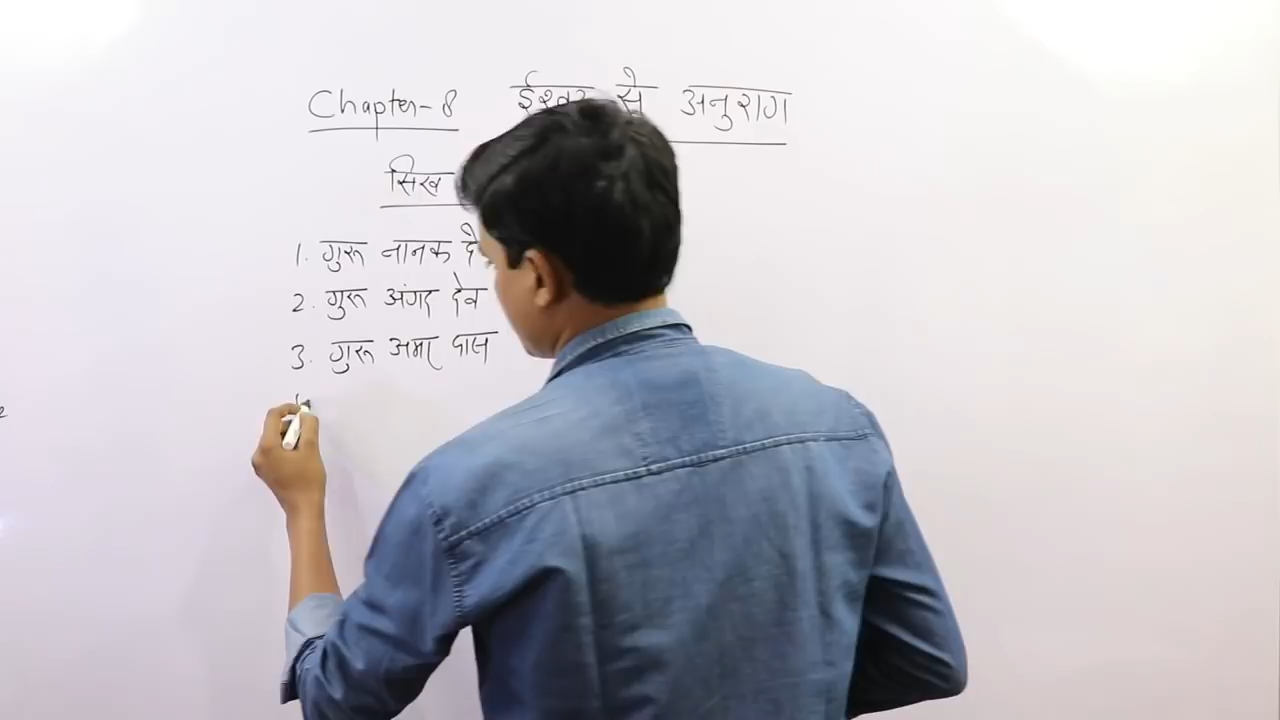 Chapter-8 ईश्वर से अनुराग
सिख
1. गुरू नानक दे
2. गुरू अंगद देव
3. गुरू अमर दास